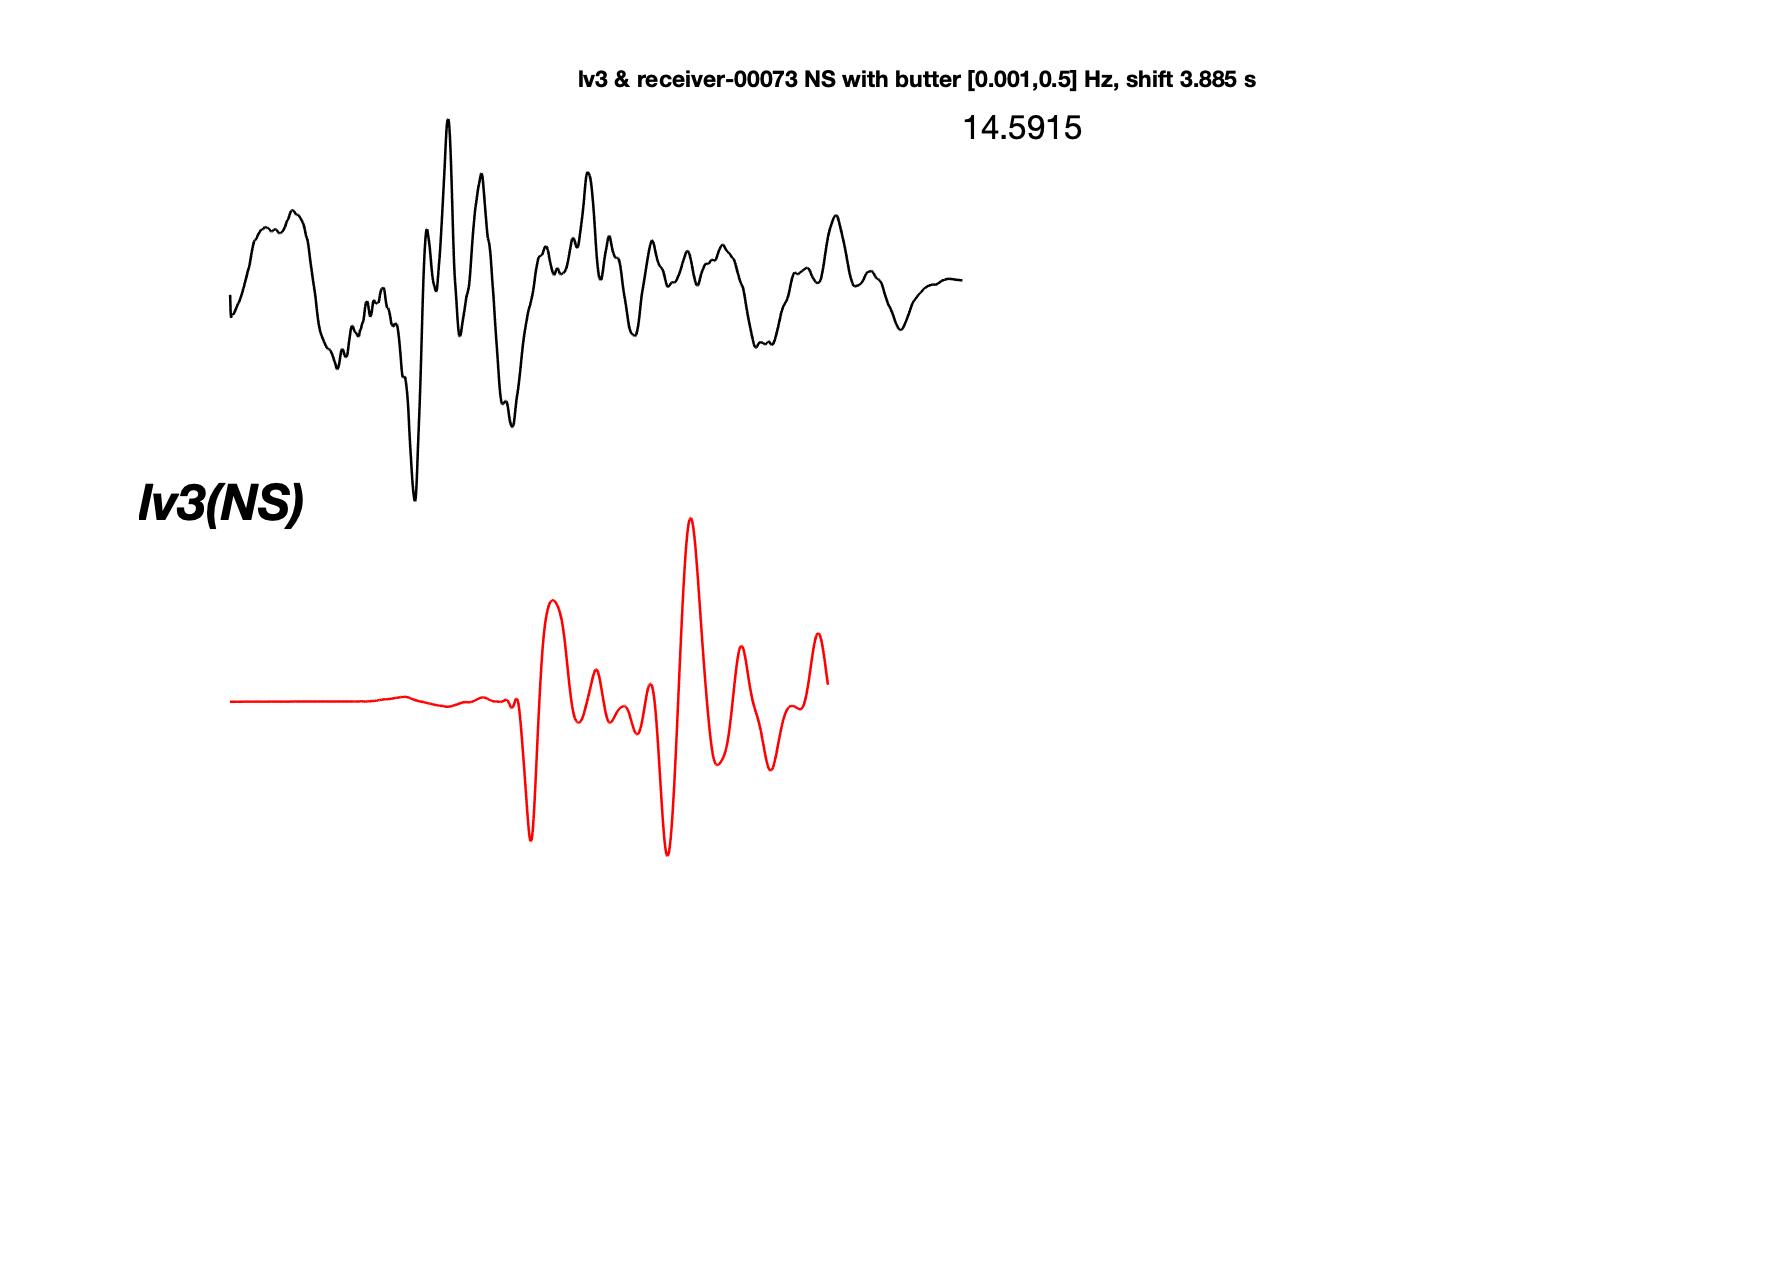 lv3 & receiver-00073 NS with butter [0.001,0.5] Hz, shift 3.885 s
14.5915
lv3(NS)